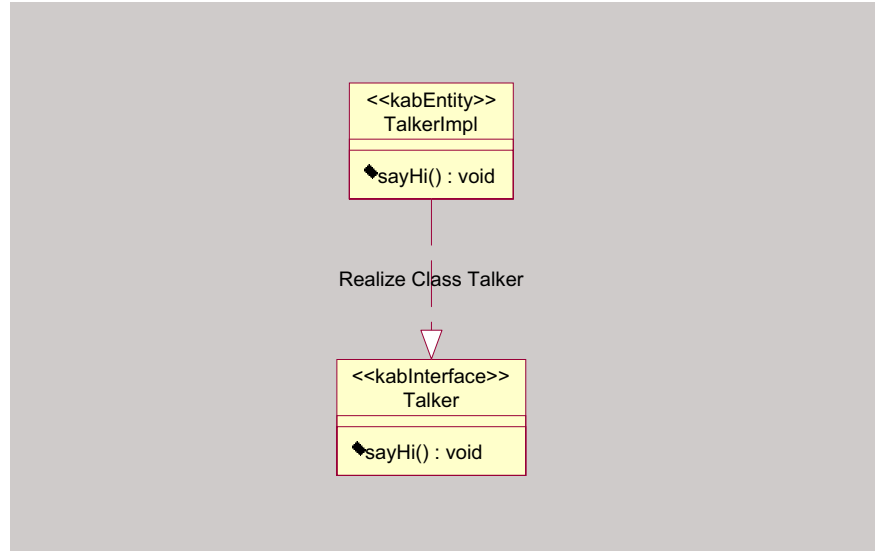 <<kabEntity>>
TalkerImpl
sayHi() : void
Realize Class Talker
<<kabInterface>>
Talker
sayHi() : void